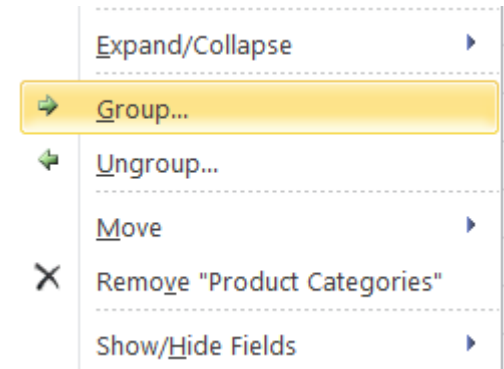 Expand/Collapse
Group...
Ungroup...
Move
Remove "Product Categories"
Show/Hide Fields